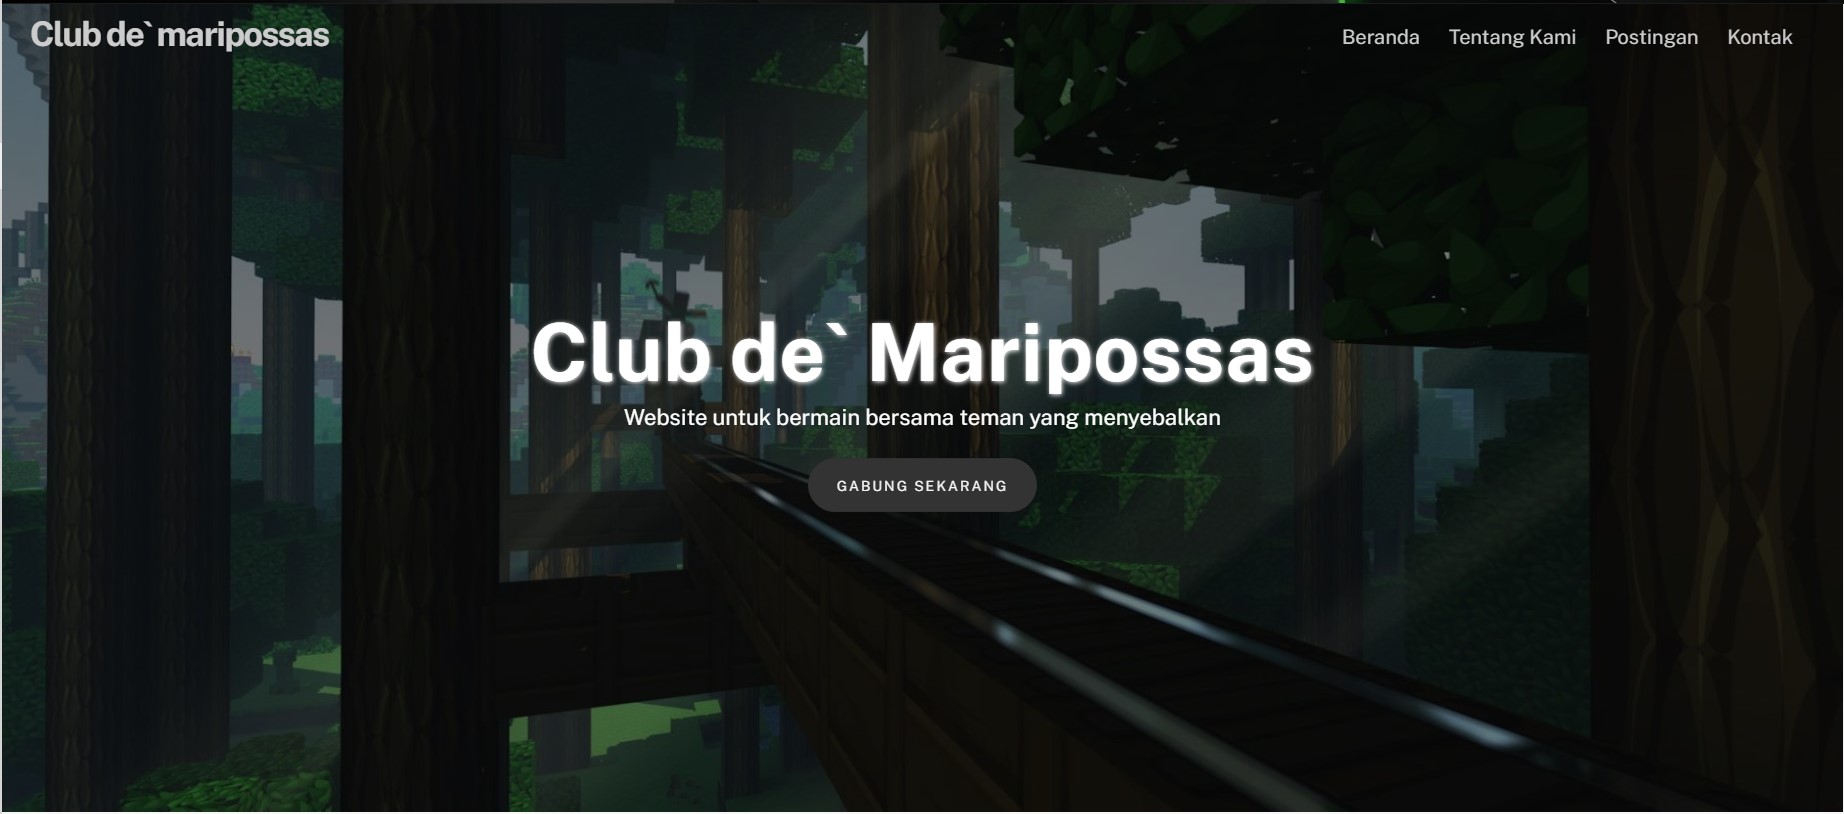 Club de` maripossas
Beranda Tentang Kami Postingan Kontak
Club de` Maripossas
Website untuk bermain bersama teman yang menyebalkan
GABUNG SEKARANG